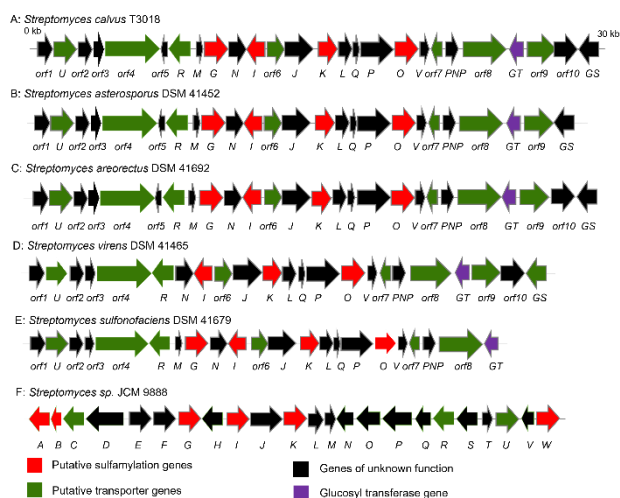 A: Streptomyces calvus T3018
0 kb 30 kb
orf1 U orf2 orf3 orf4 orf5 R M G N I orf6 J K L Q P O V orf7 PNP orf8 GT orf9 orf10 GS
B: Streptomyces asterosporus DSM 41452
orf1 U orf2 orf3 orf4 orf5 R M G N I orf6 J K L Q P O V orf7 PNP orf8 GT orf9 GS
C: Streptomyces areorectus DSM 41692
orf1 U orf2 orf3 orf4 orf5 R M G N I orf6 J K L Q P O V orf7 PNP orf8 GT orf9 orf10 GS
D: Streptomyces virens DSM 41465
orf1 U orf2 orf3 orf4 R N I orf6 J K L Q P O V orf7 PNP orf8 GT orf9 orf10 GS
E: Streptomyces sulfonofaciens DSM 41679
orf1 U orf2 orf3 orf4 R M G N I orf6 J K L Q P O V orf7 PNP orf8 GT
F: Streptomyces sp. JCM 9888
A B C D E F G H I J K L M N O P Q R S T U V W
Putative sulfamylation genes Genes of unknown function
Putative transporter genes Glucosyl transferase gene